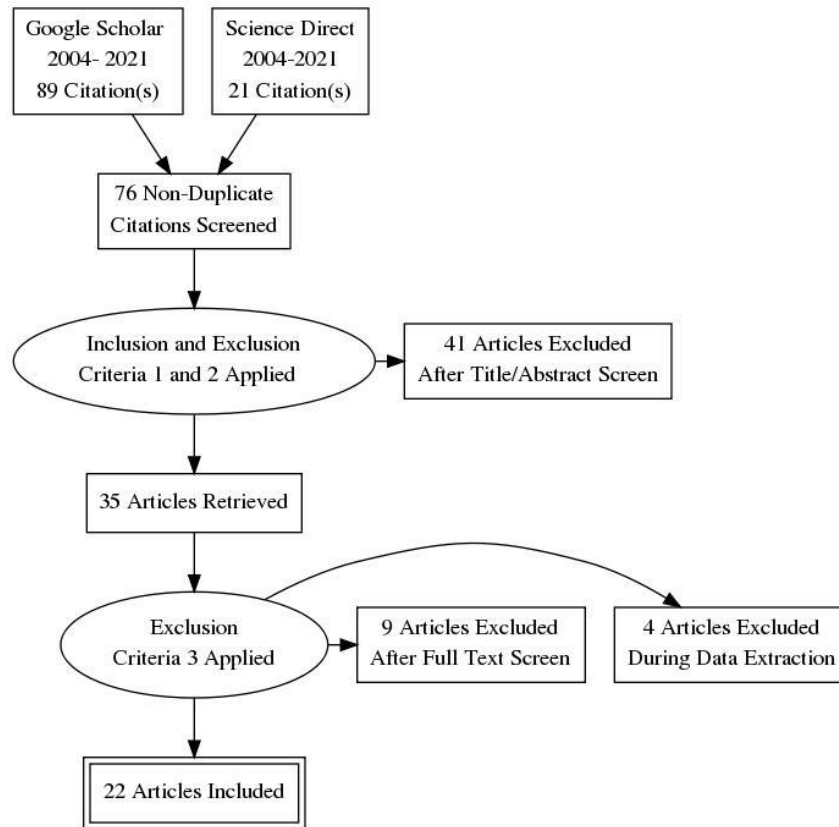 Google Scholar
2004- 2021
89 Citation(s)
Science Direct
2004-2021
21 Citation(s)
76 Non-Duplicate
Citations Screened
Inclusion and Exclusion
Criteria 1 and 2 Applied
41 Articles Excluded
After Title/Abstract Screen
35 Articles Retrieved
Exclusion
Criteria 3 Applied
9 Articles Excluded
After Full Text Screen
4 Articles Excluded
During Data Extraction
22 Articles Included